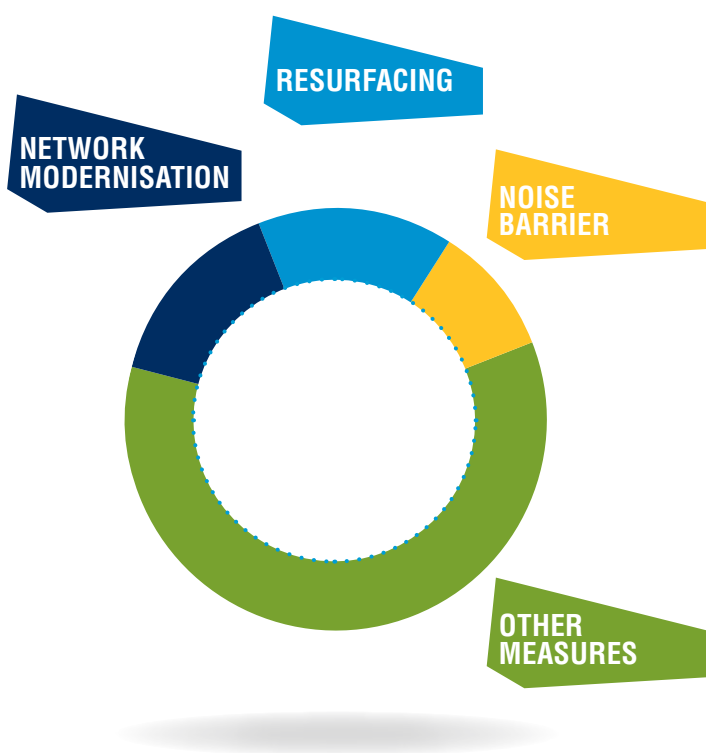 RESURFACING
NETWORK
MODERNISATION
NOISE
BARRIER
OTHER
MEASURES